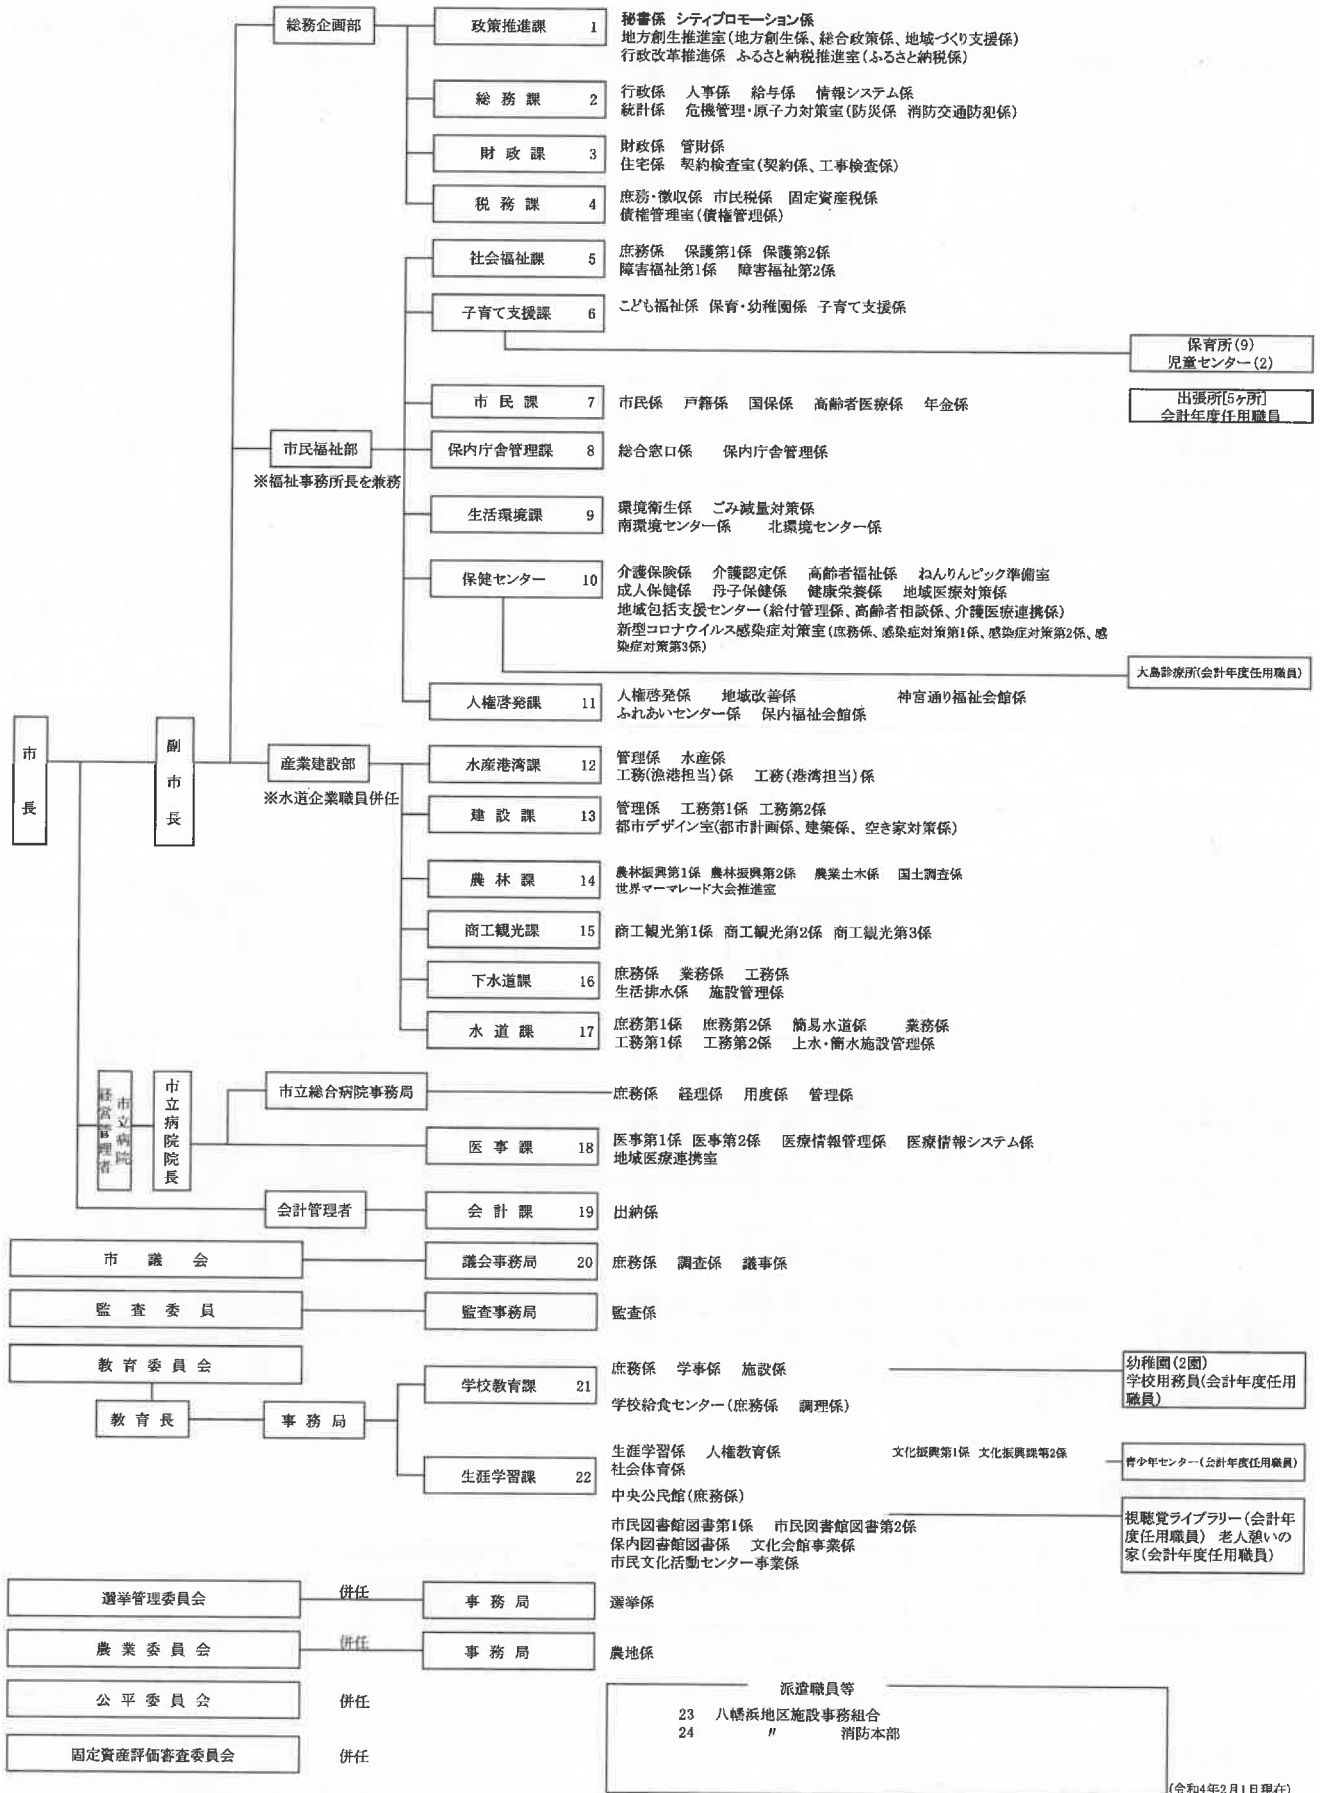 総務企画部
政策推進課 1
秘書係 シティプロモーション係
地方創生推進室(地方創生係、総合政策係、地域づくり支援係)
行政改革推進係 ふるさと納税推進室(ふるさと納税係)
総務課 2
行政係 人事係 給与係 情報システム係
統計係 危機管理・原子力対策室(防災係 消防交通防犯係)
財政課 3
財政係 管財係
住宅係 契約検査室(契約係、工事検査係)
税務課 4
庶務・徴収係 市民税係 固定資産税係
債権管理室(債権管理係)
社会福祉課 5
庶務係 保護第1係 保護第2係
障害福祉第1係 障害福祉第2係
子育て支援課 6
こども福祉係 保育・幼稚園係 子育て支援係
保育所(9)
児童センター(2)
市民課 7
市民係 戸籍係 国保係 高齢者医療係 年金係
出張所[5ヶ所]
会計年度任用職員
市民福祉部
※福祉事務所長を兼務
保内庁舎管理課 8
総合窓口係 保内庁舎管理係
生活環境課 9
環境衛生係 ごみ減量対策係
南環境センター係 北環境センター係
保健センター 10
介護保険係 介護認定係 高齢者福祉係 ねんりんピック準備室
成人保健係 母子保健係 健康栄養係 地域医療対策係
地域包括支援センター(給付管理係、高齢者相談係、介護医療連携係)
新型コロナウイルス感染症対策室(庶務係、感染症対策第1係、感染症対策第2係、感
染症対策第3係)
大島診療所(会計年度任用職員)
人権啓発課 11
人権啓発係 地域改善係 神宮通り福祉会館係
ふれあいセンター係 保内福祉会館係
市長
副市長
産業建設部
※水道企業職員併任
水産港湾課 12
管理係 水産係
工務(漁港担当)係 工務(港湾担当)係
建設課 13
管理係 工務第1係 工務第2係
都市デザイン室(都市計画係、建築係、空き家対策係)
農林課 14
農林振興第1係 農林振興第2係 農業土木係 国土調査係
世界マーマレード大会推進室
商工観光課 15
商工観光第1係 商工観光第2係 商工観光第3係
下水道課 16
庶務係 業務係 工務係
生活排水係 施設管理係
水道課 17
庶務第1係 庶務第2係 簡易水道係 業務係
工務第1係 工務第2係 上水・簡水施設管理係
市立病院
経営管理者
市立病院院長
市立総合病院事務局
庶務係 経理係 用度係 管理係
医事課 18
医事第1係 医事第2係 医療情報管理係 医療情報システム係
地域医療連携室
会計管理者
会計課 19
出納係
市議会
議会事務局 20
庶務係 調査係 議事係
監査委員
監査事務局
監査係
教育委員会
教育長
事務局
学校教育課 21
庶務係 学事係 施設係
学校給食センター(庶務係 調理係)
幼稚園(2園)
学校用務員(会計年度任用
職員)
生涯学習課 22
生涯学習係 人権教育係 文化振興第1係 文化振興課第2係
社会体育係
青少年センター(会計年度任用職員)
中央公民館(庶務係)
市民図書館図書第1係 市民図書館図書第2係
保内図書館図書係 文化会館事業係
市民文化活動センター事業係
視聴覚ライブラリー(会計年
度任用職員) 老人憩いの
家(会計年度任用職員)
選挙管理委員会 併任 事務局
選挙係
農業委員会 併任 事務局
農地係
公平委員会 併任
固定資産評価審査委員会 併任
派遣職員等
23 八幡浜地区施設事務組合
24 〃 消防本部
(令和4年2月1日現在)